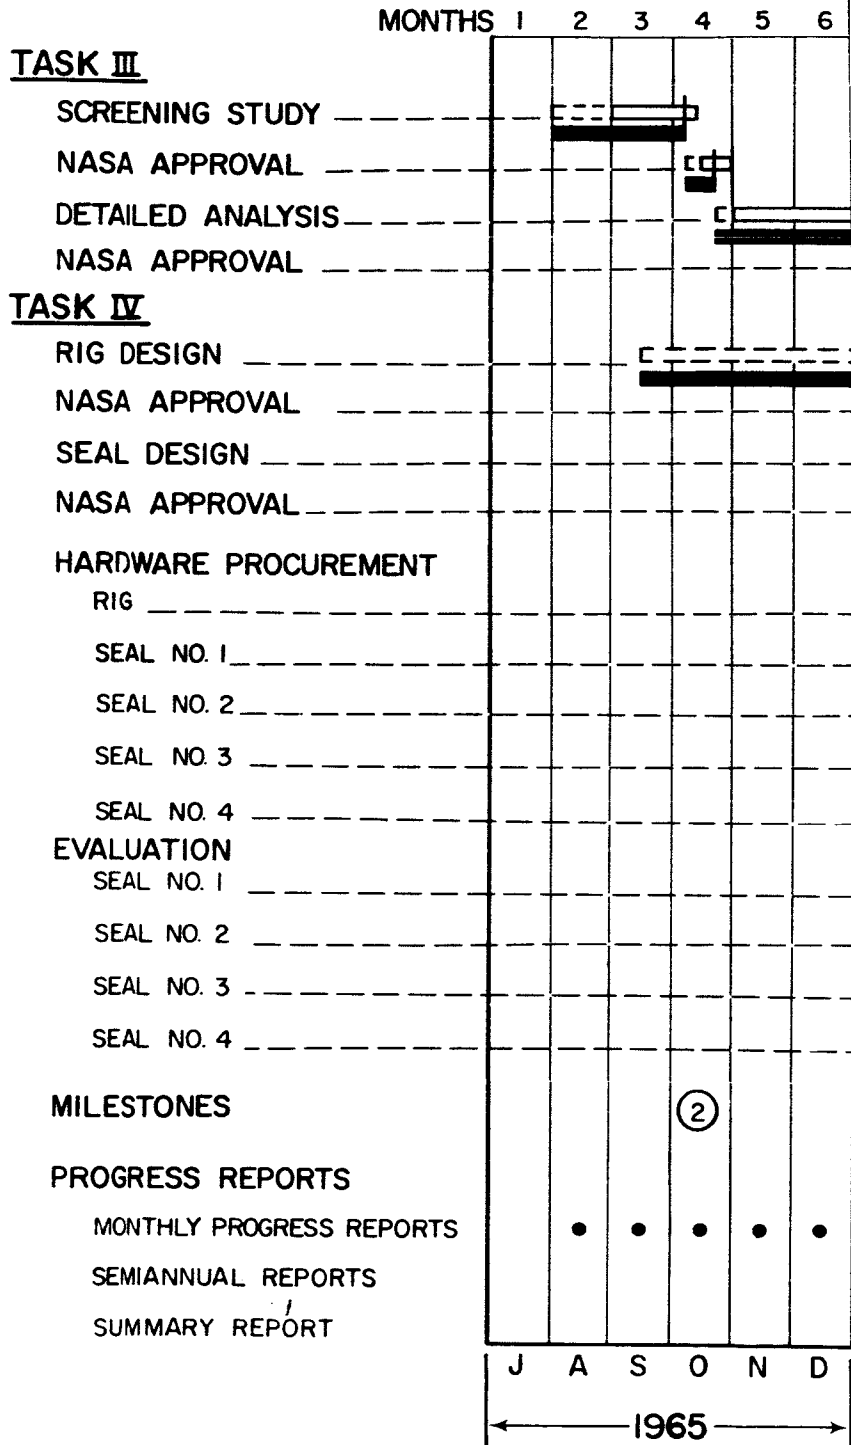 MONTHS 1 2 3 4 5 6
TASK III
SCREENING STUDY
NASA APPROVAL
DETAILED ANALYSIS
NASA APPROVAL
TASK IV
RIG DESIGN
NASA APPROVAL
SEAL DESIGN
NASA APPROVAL
HARDWARE PROCUREMENT
RIG
SEAL NO. 1
SEAL NO. 2
SEAL NO. 3
SEAL NO. 4
EVALUATION
SEAL NO. 1
SEAL NO. 2
SEAL NO. 3
SEAL NO. 4
MILESTONES 2
PROGRESS REPORTS
MONTHLY PROGRESS REPORTS
SEMIANNUAL REPORTS
SUMMARY REPORT
J A S O N D
1965